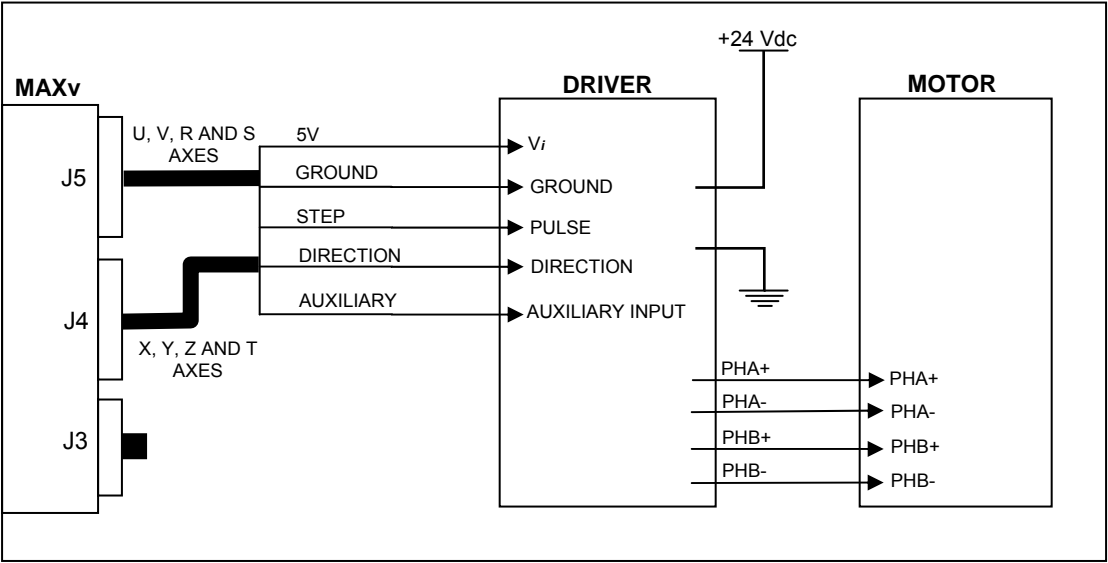 +24 Vdc
MAXv
DRIVER
MOTOR
J5
U, V, R AND S
AXES
J4
X, Y, Z AND T
AXES
J3
5V
GROUND
STEP
DIRECTION
AUXILIARY
Vi
GROUND
PULSE
DIRECTION
AUXILIARY INPUT
PHA+
PHA-
PHB+
PHB-
PHA+
PHA-
PHB+
PHB-